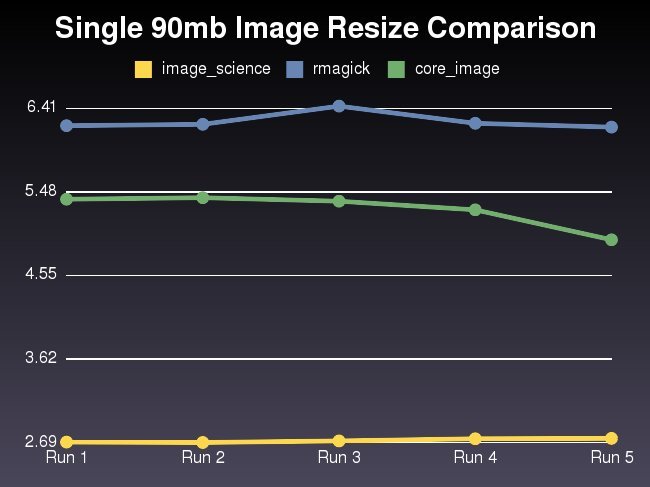 Single 90mb Image Resize Comparison
image_science rmagick core_image
6.41
5.48
4.55
3.62
2.69
Run 1 Run 2 Run 3 Run 4 Run 5